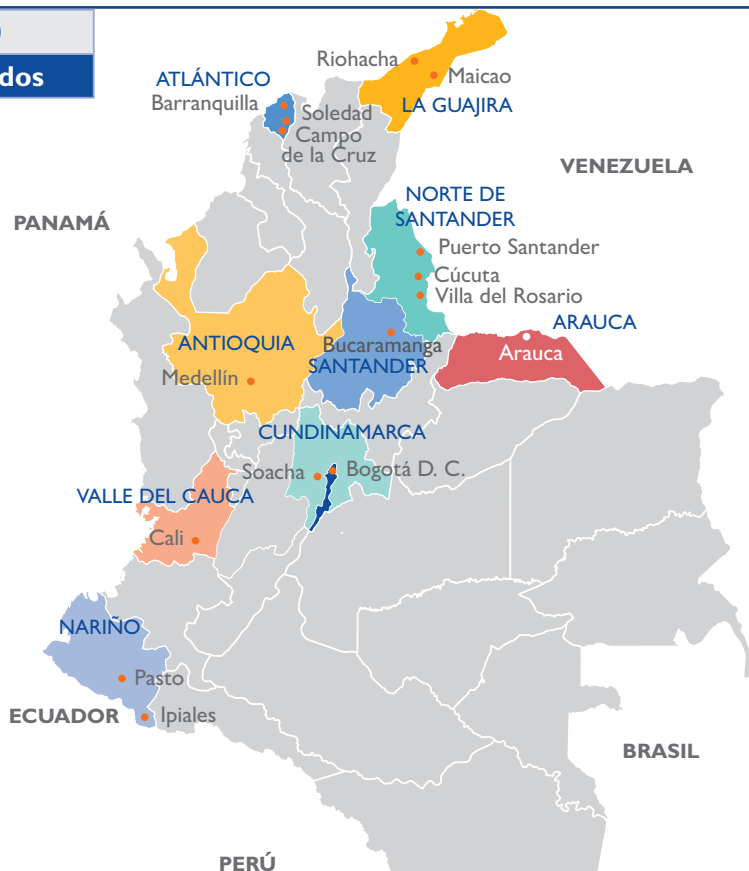 dos
Riohacha
ATLÁNTICO
Maicao
Barranquilla
LA GUAJIRA
Soledad
Campo
de la Cruz
VENEZUELA
NORTE DE
SANTANDER
PANAMÁ
Puerto Santander
Cúcuta
Villa del Rosario
ARAUCA
ANTIOQUIA
Bucaramanga
Arauca
SANTANDER
Medellín
CUNDINAMARCA
Soacha
Bogotá D. C.
VALLE DEL CAUCA
Cali
NARIÑO
Pasto
ECUADOR
Ipiales
BRASIL
PERÚ